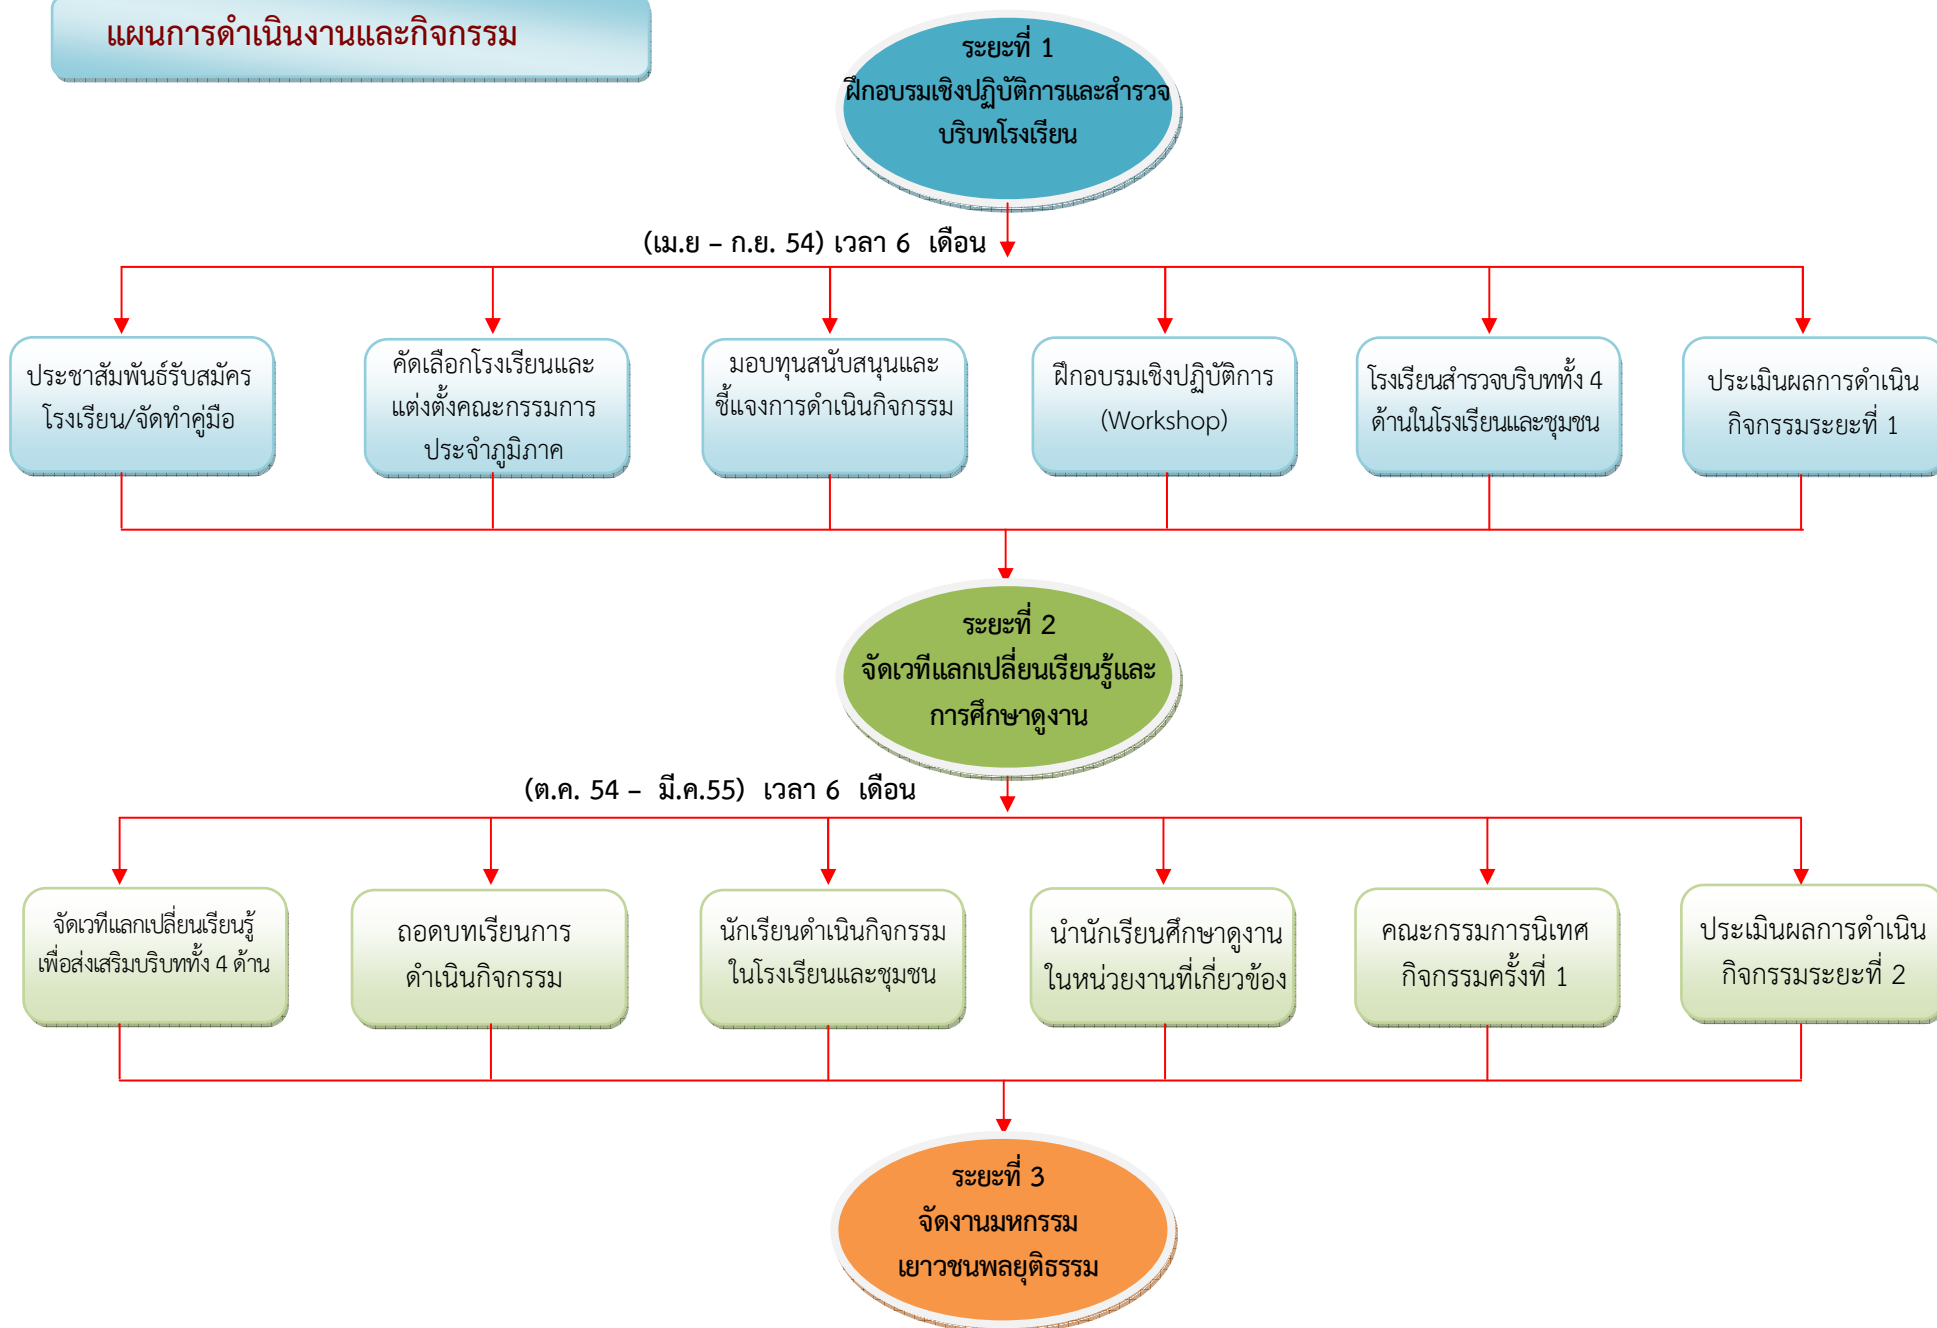 แผนการดำเนินงานและกิจกรรม
ระยะที่ 1
ฝึกอบรมเชิงปฏิบัติการและสำรวจ
บริบทโรงเรียน
(เม.ย – ก.ย. 54) เวลา 6 เดือน
ประชาสัมพันธ์รับสมัคร
โรงเรียน/จัดทำคู่มือ
คัดเลือกโรงเรียนและ
แต่งตั้งคณะกรรมการ
ประจำภูมิภาค
มอบทุนสนับสนุนและ
ชี้แจงการดำเนินกิจกรรม
ฝึกอบรมเชิงปฏิบัติการ
(Workshop)
โรงเรียนสำรวจบริบททั้ง 4
ด้านในโรงเรียนและชุมชน
ประเมินผลการดำเนิน
กิจกรรมระยะที่ 1
ระยะที่ 2
จัดเวทีแลกเปลี่ยนเรียนรู้และ
การศึกษาดูงาน
(ต.ค. 54 – มี.ค.55) เวลา 6 เดือน
จัดเวทีแลกเปลี่ยนเรียนรู้
เพื่อส่งเสริมบริบททั้ง 4 ด้าน
ถอดบทเรียนการ
ดำเนินกิจกรรม
นักเรียนดำเนินกิจกรรม
ในโรงเรียนและชุมชน
นำนักเรียนศึกษาดูงาน
ในหน่วยงานที่เกี่ยวข้อง
คณะกรรมการนิเทศ
กิจกรรมครั้งที่ 1
ประเมินผลการดำเนิน
กิจกรรมระยะที่ 2
ระยะที่ 3
จัดงานมหกรรม
เยาวชนพลยุติธรรม